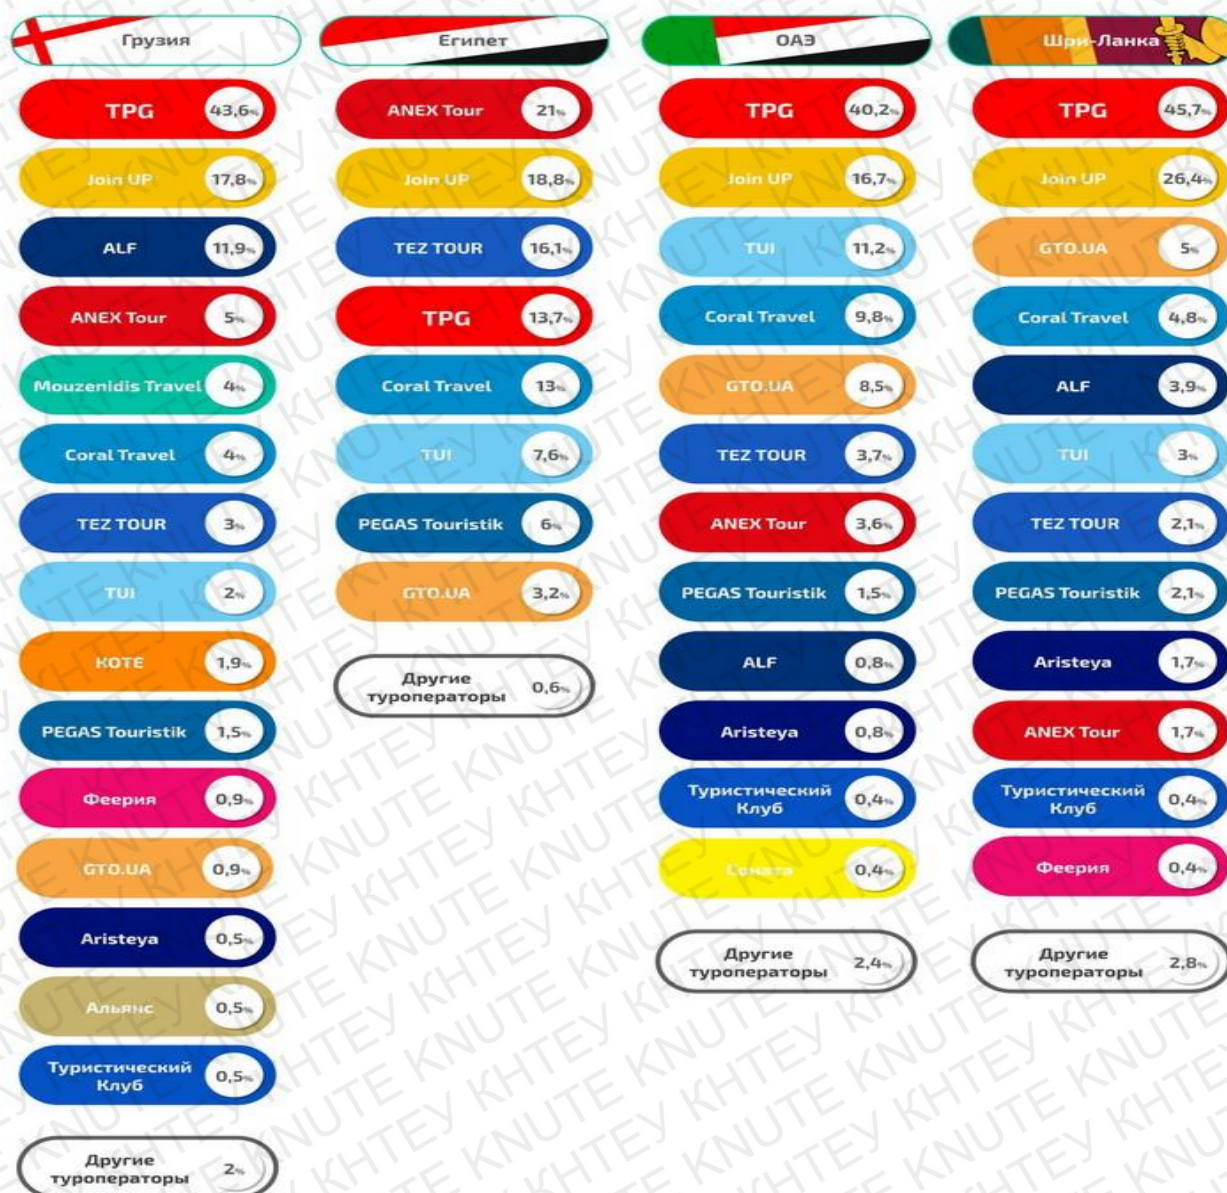 Грузия
TPG 43,6%
Join UP 17,8%
ALF 11,9%
ANEX Tour 5%
Mouzenidis Travel 4%
Coral Travel 4%
TEZ TOUR 3%
TUI 2%
КОТЕ 1,9%
PEGAS Touristik 1,5%
Феерия 0,9%
GTO.UA 0,9%
Aristeya 0,5%
Альянс 0,5%
Туристический
Клуб 0,5%
Другие
туроператоры 2%
Египет
ANEX Tour 21%
Join UP 18,8%
TEZ TOUR 16,1%
TPG 13,7%
Coral Travel 13%
TUI 7,6%
PEGAS Touristik 6%
GTO.UA 3,2%
Другие
туроператоры 0,6%
ОАЭ
TPG 40,2%
Join UP 16,7%
TUI 11,2%
Coral Travel 9,8%
GTO.UA 8,5%
TEZ TOUR 3,7%
ANEX Tour 3,6%
PEGAS Touristik 1,5%
ALF 0,8%
Aristeya 0,8%
Туристический
Клуб 0,4%
Соната 0,4%
Другие
туроператоры 2,4%
Шри-Ланка
TPG 45,7%
Join UP 26,4%
GTO.UA 5%
Coral Travel 4,8%
ALF 3,9%
TUI 3%
TEZ TOUR 2,1%
PEGAS Touristik 2,1%
Aristeya 1,7%
ANEX Tour 1,7%
Туристический
Клуб 0,4%
Феерия 0,4%
Другие
туроператоры 2,8%
КНТЕУ KNUTE